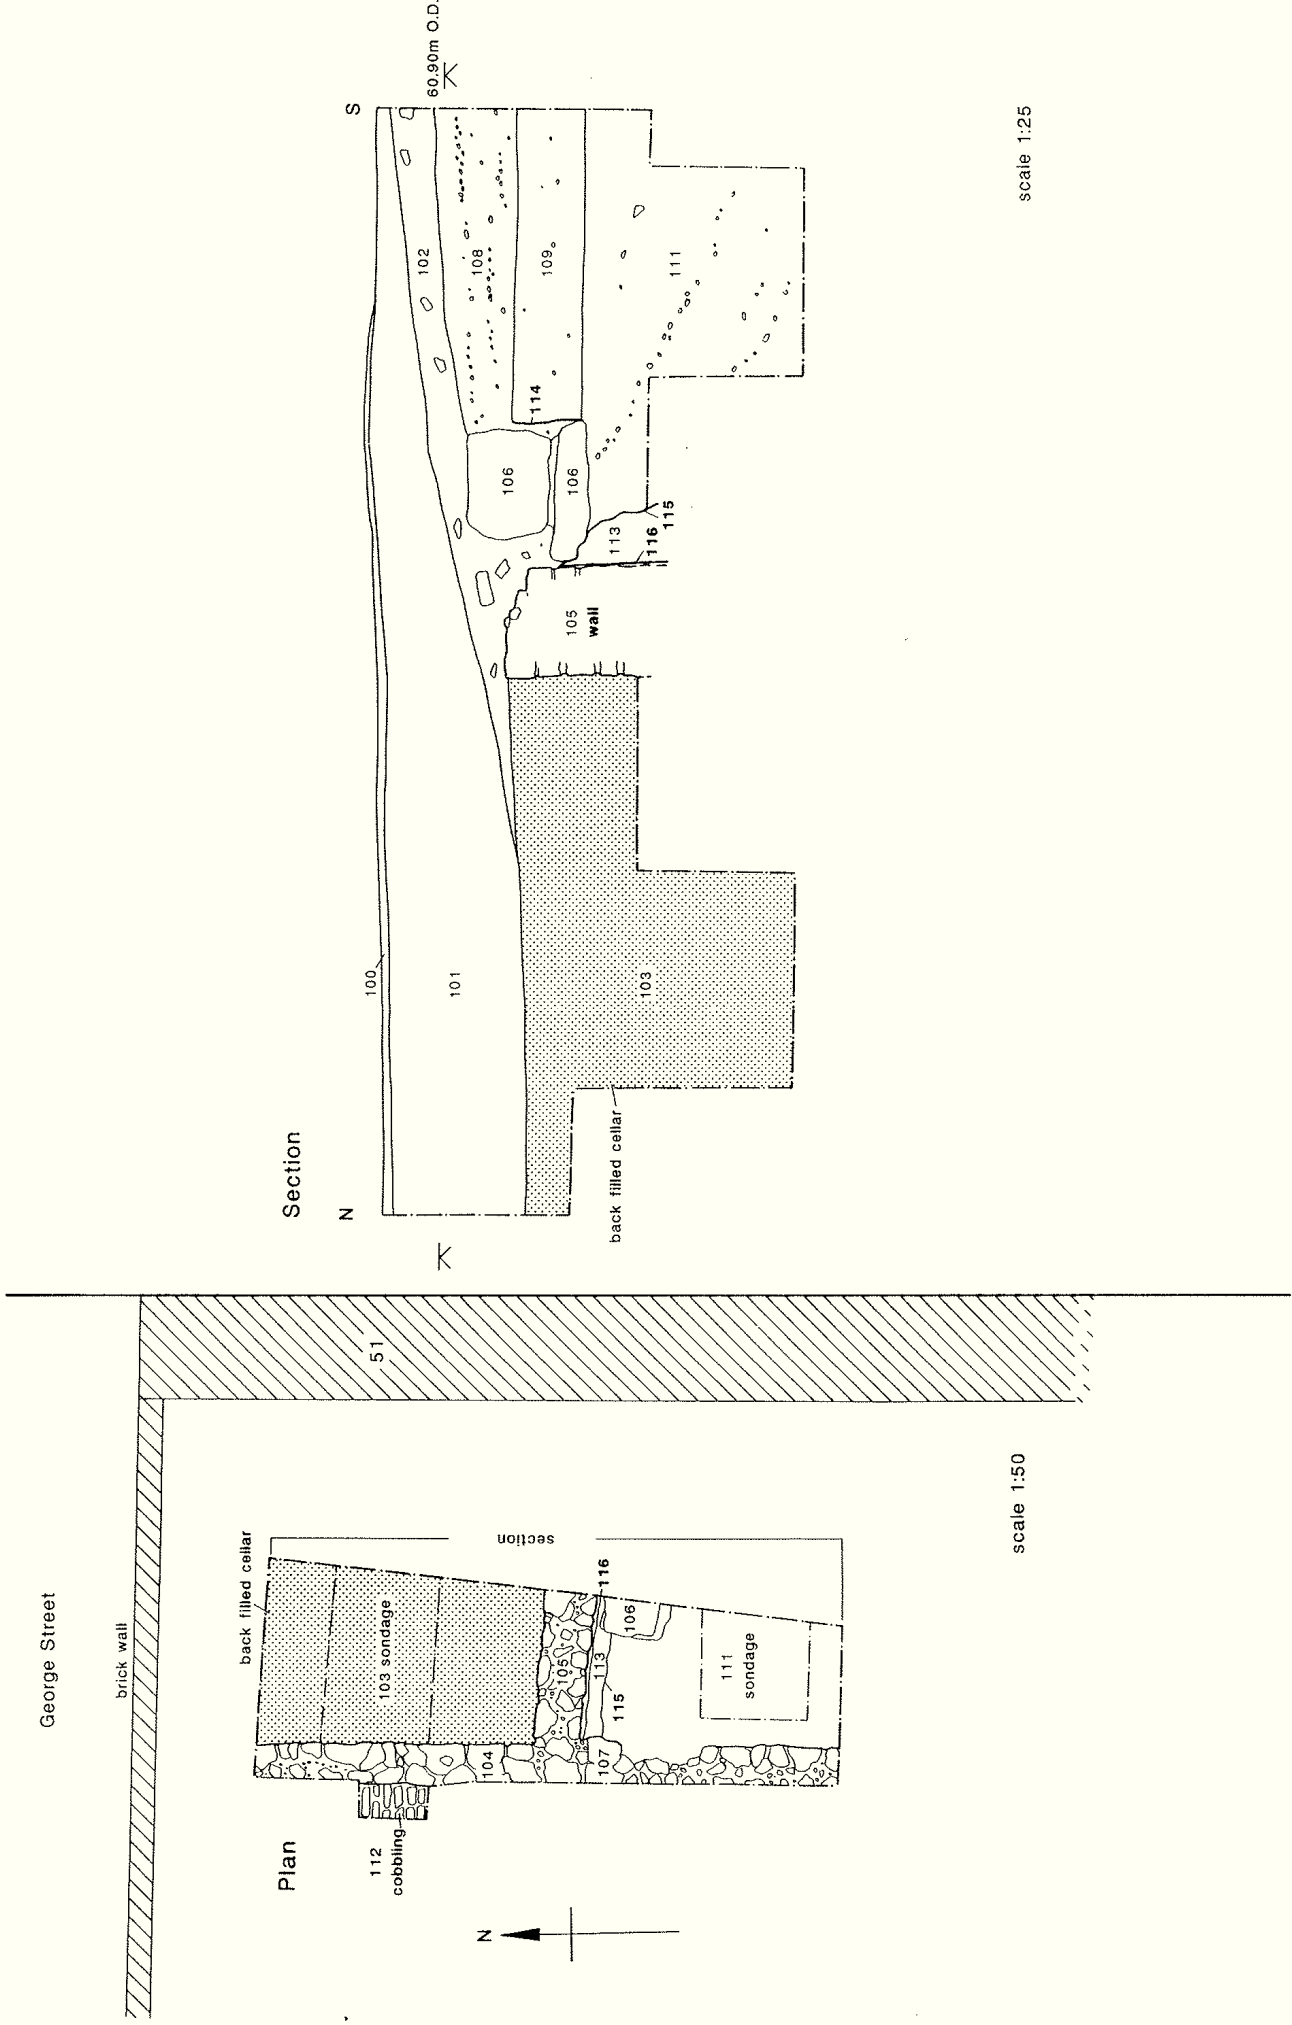 George Street
brick wall
51
Plan
N
112
cobbling
back filled cellar
103 sondage
104
105
107
113
115
116
106
111
sondage
section
scale 1:50
Section
N
S
60.90m O.D.
100
101
102
108
109
114
106
106
111
113
115
116
105
wall
103
back filled cellar
scale 1:25